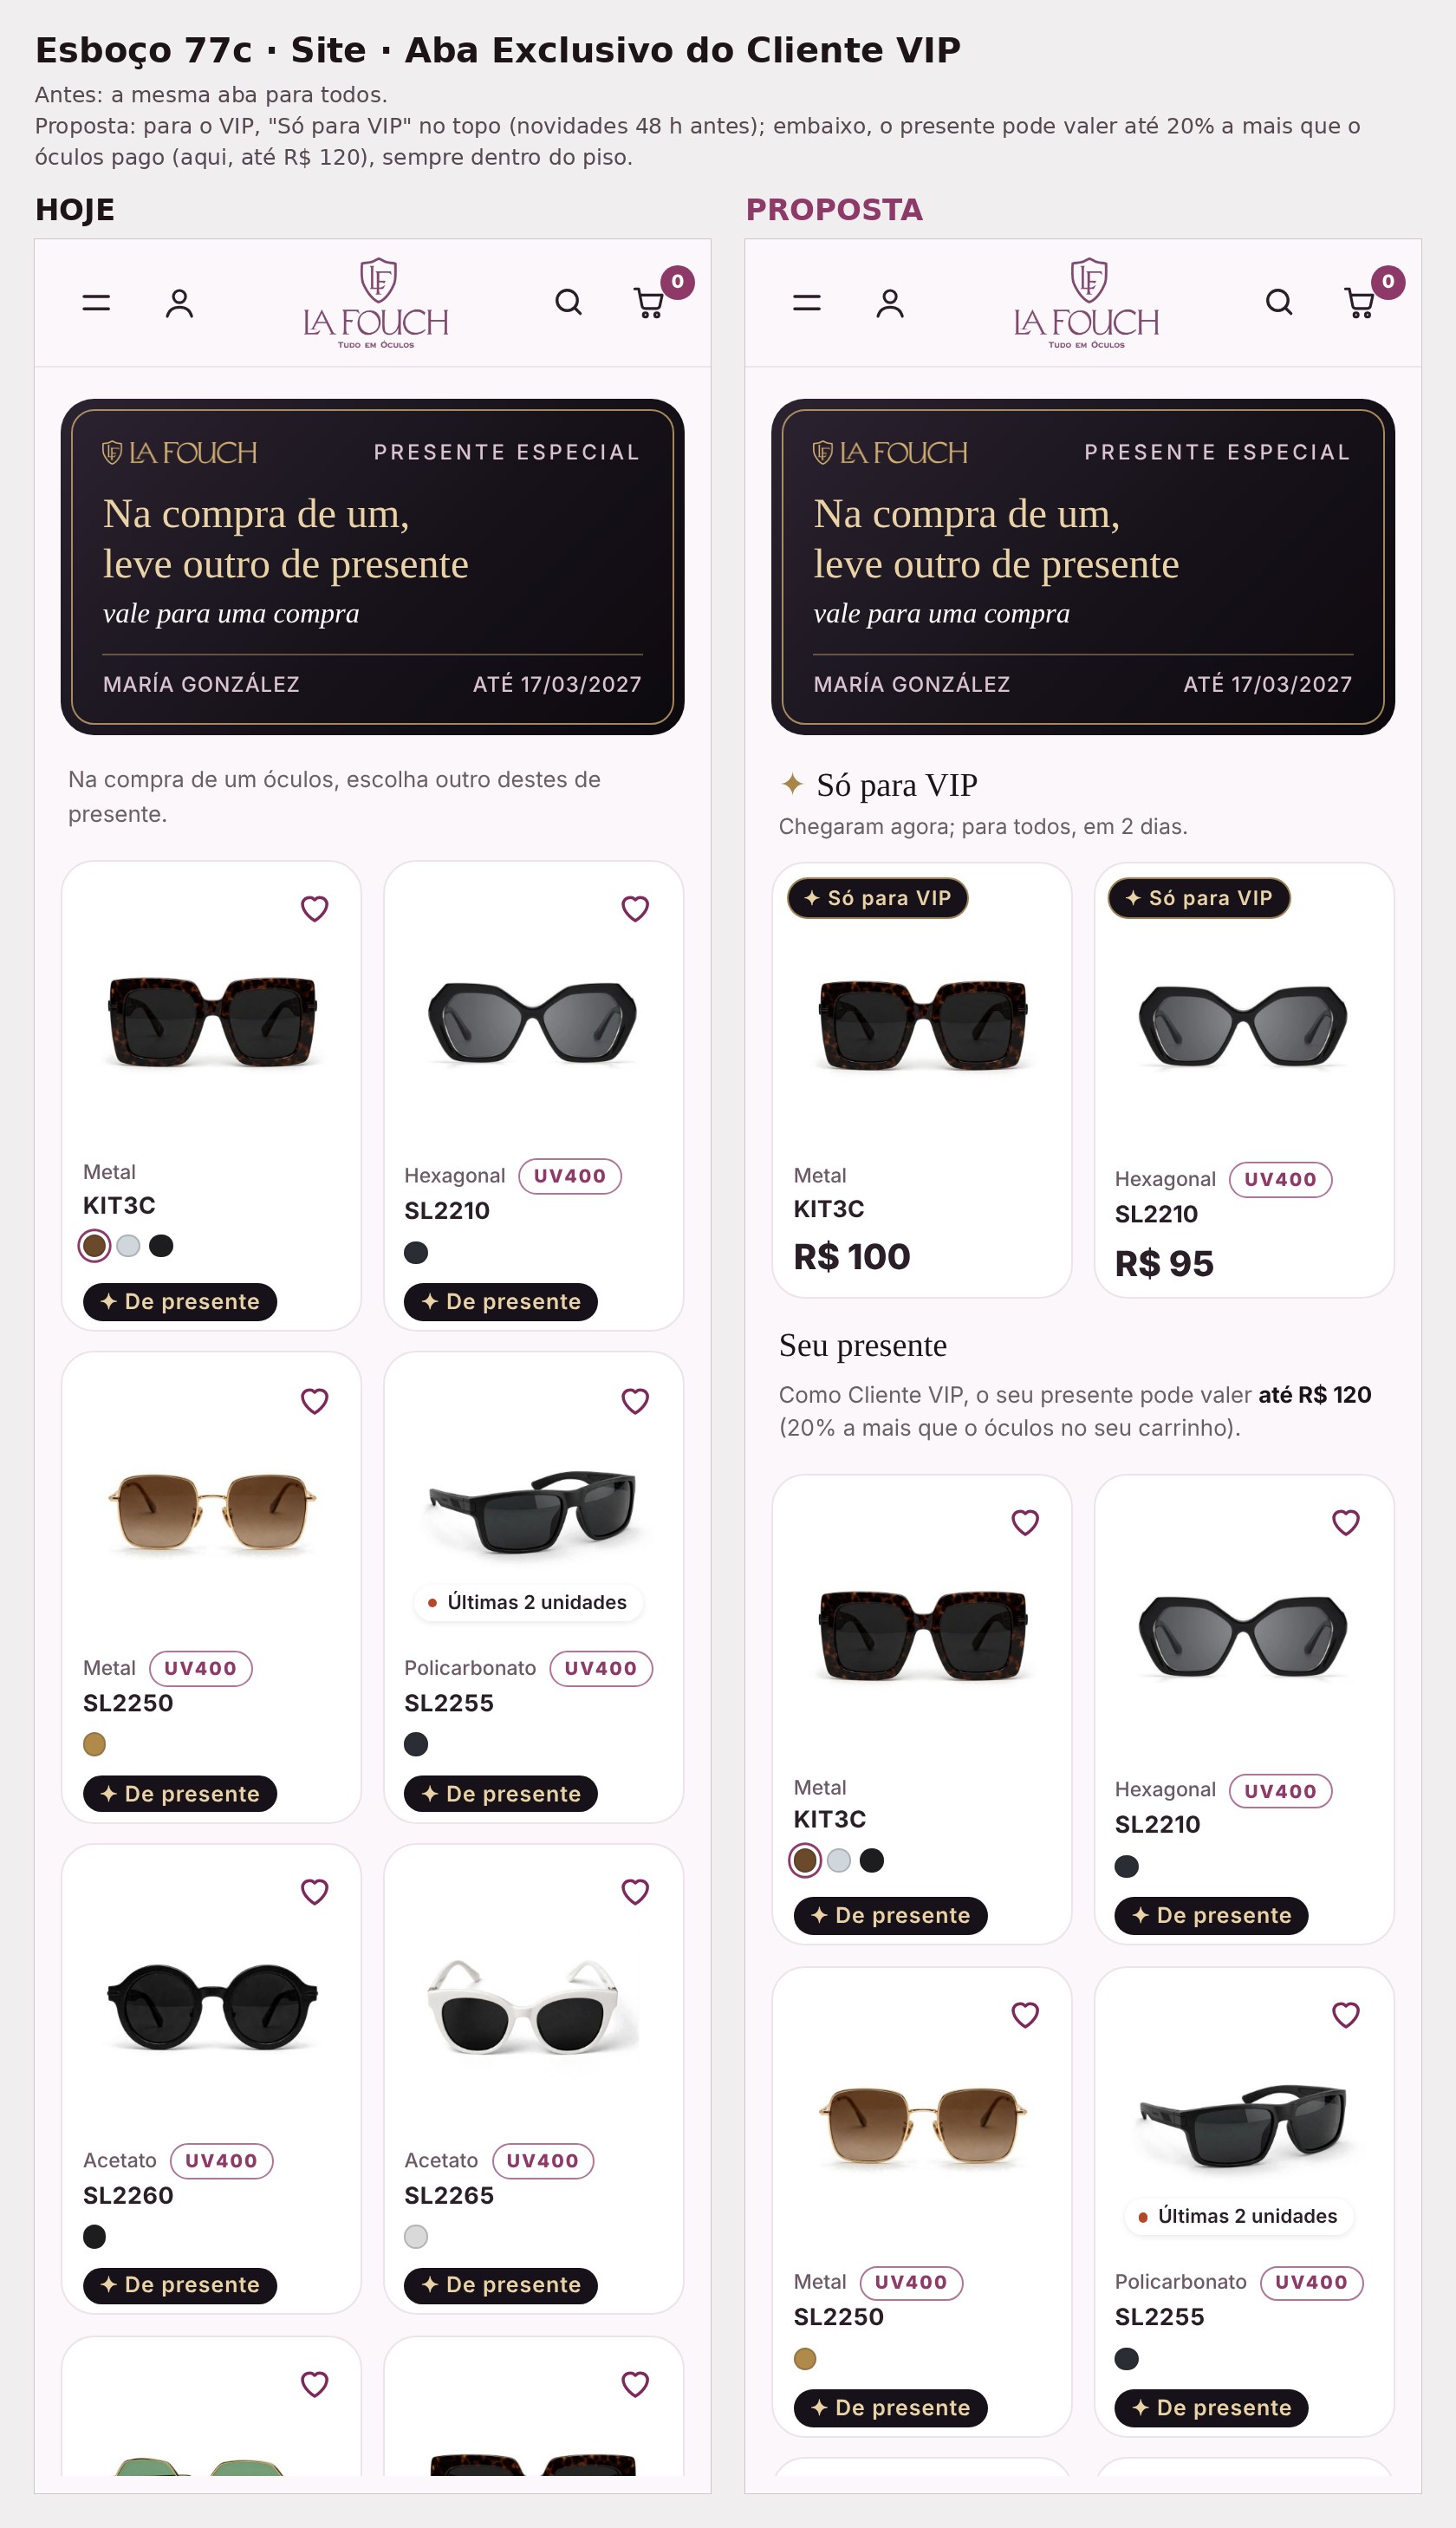 Esboço 77c · Site · Aba Exclusivo do Cliente VIP
Antes: a mesma aba para todos.
Proposta: para o VIP, "Só para VIP" no topo (novidades 48 h antes); embaixo, o presente pode valer até 20% a mais que o
óculos pago (aqui, até R$ 120), sempre dentro do piso.
HOJE
LF
LA FOUCH
TUDO EM ÓCULOS
0
LF LA FOUCH
PRESENTE ESPECIAL
Na compra de um,
leve outro de presente
vale para uma compra
MARÍA GONZÁLEZ
ATÉ 17/03/2027
Na compra de um óculos, escolha outro destes de
presente.
Metal
KIT3C
✦ De presente
Hexagonal UV400
SL2210
✦ De presente
Metal UV400
SL2250
✦ De presente
Últimas 2 unidades
Policarbonato UV400
SL2255
✦ De presente
Acetato UV400
SL2260
✦ De presente
Acetato UV400
SL2265
✦ De presente
PROPOSTA
LF
LA FOUCH
TUDO EM ÓCULOS
0
LF LA FOUCH
PRESENTE ESPECIAL
Na compra de um,
leve outro de presente
vale para uma compra
MARÍA GONZÁLEZ
ATÉ 17/03/2027
✦ Só para VIP
Chegaram agora; para todos, em 2 dias.
✦ Só para VIP
Metal
KIT3C
R$ 100
✦ Só para VIP
Hexagonal UV400
SL2210
R$ 95
Seu presente
Como Cliente VIP, o seu presente pode valer até R$ 120
(20% a mais que o óculos no seu carrinho).
Metal
KIT3C
✦ De presente
Hexagonal UV400
SL2210
✦ De presente
Metal UV400
SL2250
✦ De presente
Últimas 2 unidades
Policarbonato UV400
SL2255
✦ De presente